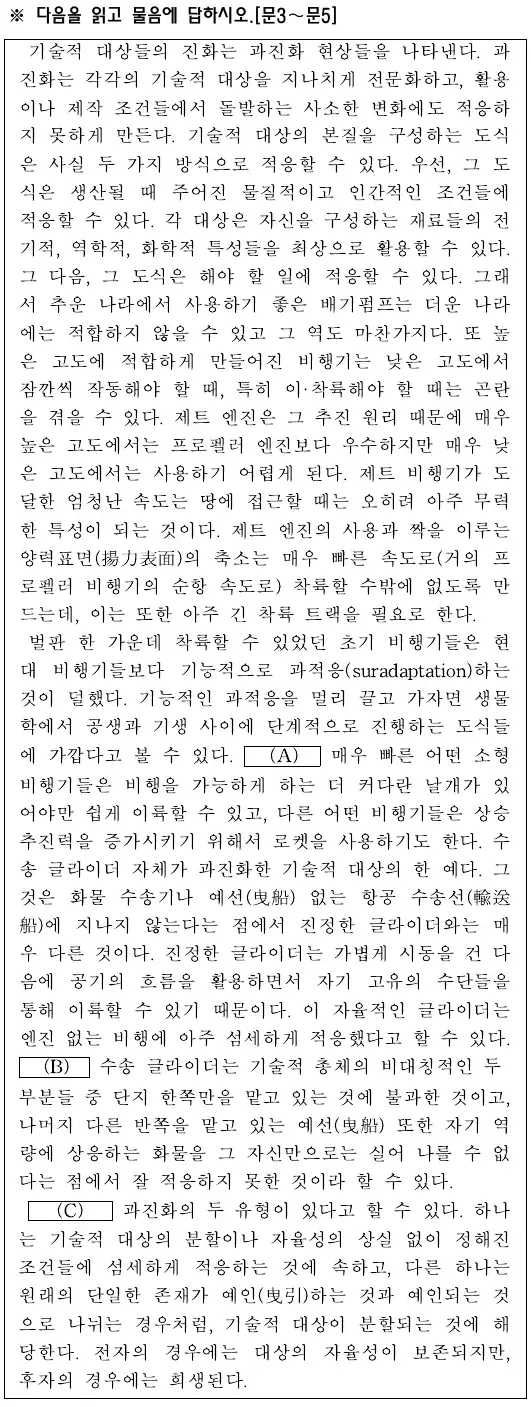 ※ 다음을 읽고 물음에 답하시오.[문3～문5]
기술적 대상들의 진화는 과진화 현상들을 나타낸다. 과
진화는 각각의 기술적 대상을 지나치게 전문화하고, 활용
이나 제작 조건들에서 돌발하는 사소한 변화에도 적응하
지 못하게 만든다. 기술적 대상의 본질을 구성하는 도식
은 사실 두 가지 방식으로 적응할 수 있다. 우선, 그 도
식은 생산될 때 주어진 물질적이고 인간적인 조건들에
적응할 수 있다. 각 대상은 자신을 구성하는 재료들의 전
기적, 역학적, 화학적 특성들을 최상으로 활용할 수 있다.
그 다음, 그 도식은 해야 할 일에 적응할 수 있다. 그래
서 추운 나라에서 사용하기 좋은 배기펌프는 더운 나라
에는 적합하지 않을 수 있고 그 역도 마찬가지다. 또 높
은 고도에 적합하게 만들어진 비행기는 낮은 고도에서
잠깐씩 작동해야 할 때, 특히 이·착륙해야 할 때는 곤란
을 겪을 수 있다. 제트 엔진은 그 추진 원리 때문에 매우
높은 고도에서는 프로펠러 엔진보다 우수하지만 매우 낮
은 고도에서는 사용하기 어렵게 된다. 제트 비행기가 도
달한 엄청난 속도는 땅에 접근할 때는 오히려 아주 무력
한 특성이 되는 것이다. 제트 엔진의 사용과 짝을 이루는
양력표면(揚力表面)의 축소는 매우 빠른 속도로(거의 프
로펠러 비행기의 순항 속도로) 착륙할 수밖에 없도록 만
드는데, 이는 또한 아주 긴 착륙 트랙을 필요로 한다.
벌판 한 가운데 착륙할 수 있었던 초기 비행기들은 현
대 비행기들보다 기능적으로 과적응(suradaptation)하는
것이 덜했다. 기능적인 과적응을 멀리 끌고 가자면 생물
학에서 공생과 기생 사이에 단계적으로 진행하는 도식들
에 가깝다고 볼 수 있다. (A) 매우 빠른 어떤 소형
비행기들은 비행을 가능하게 하는 더 커다란 날개가 있
어야만 쉽게 이륙할 수 있고, 다른 어떤 비행기들은 상승
추진력을 증가시키기 위해서 로켓을 사용하기도 한다. 수
송 글라이더 자체가 과진화한 기술적 대상의 한 예다. 그
것은 화물 수송기나 예선(曳船) 없는 항공 수송선(輸送
船)에 지나지 않는다는 점에서 진정한 글라이더와는 매
우 다른 것이다. 진정한 글라이더는 가볍게 시동을 건 다
음에 공기의 흐름을 활용하면서 자기 고유의 수단들을
통해 이륙할 수 있기 때문이다. 이 자율적인 글라이더는
엔진 없는 비행에 아주 섬세하게 적응했다고 할 수 있다.
(B) 수송 글라이더는 기술적 총체의 비대칭적인 두
부분들 중 단지 한쪽만을 맡고 있는 것에 불과한 것이고,
나머지 다른 반쪽을 맡고 있는 예선(曳船) 또한 자기 역
량에 상응하는 화물을 그 자신만으로는 실어 나를 수 없
다는 점에서 잘 적응하지 못한 것이라 할 수 있다.
(C) 과진화의 두 유형이 있다고 할 수 있다. 하나
는 기술적 대상의 분할이나 자율성의 상실 없이 정해진
조건들에 섬세하게 적응하는 것에 속하고, 다른 하나는
원래의 단일한 존재가 예인(曳引)하는 것과 예인되는 것
으로 나뉘는 경우처럼, 기술적 대상이 분할되는 것에 해
당한다. 전자의 경우에는 대상의 자율성이 보존되지만,
후자의 경우에는 희생된다.